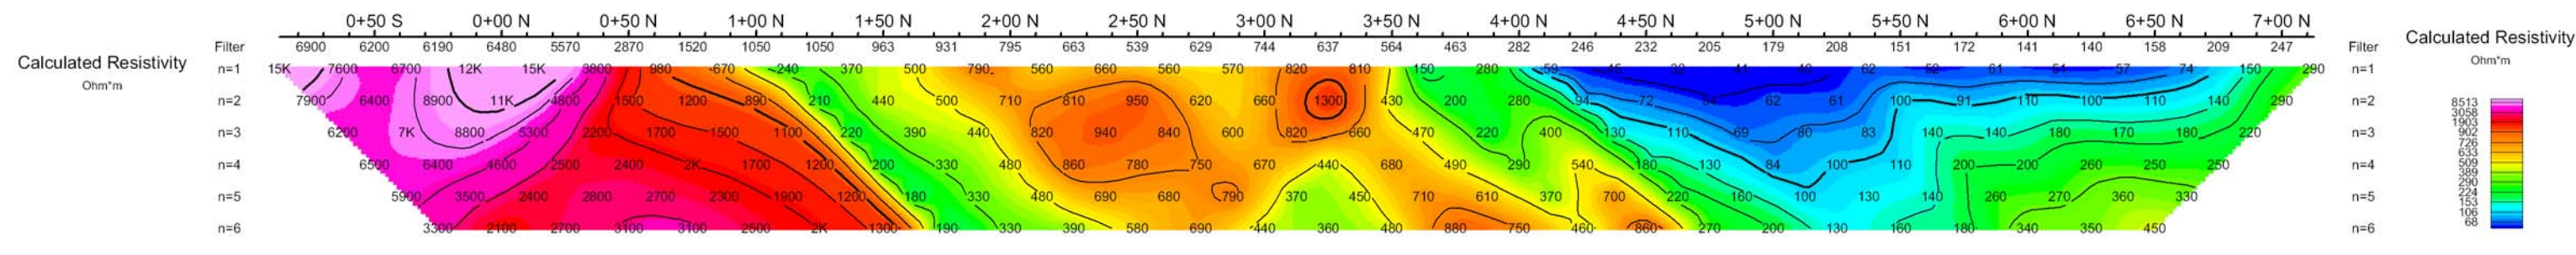 0+50 S 0+00 N 0+50 N 1+00 N 1+50 N 2+00 N 2+50 N 3+00 N 3+50 N 4+00 N 4+50 N 5+00 N 5+50 N 6+00 N 6+50 N 7+00 N
Calculated Resistivity
Ohm*m
Filter 6900 6200 6190 6480 5570 2870 1520 1050 1050 963 931 795 663 539 629 744 637 564 463 282 246 232 205 179 208 151 172 141 140 158 209 247 Filter
n=1 15K 7600 6700 12K 15K 3800 980 670 240 370 500 790 560 660 560 570 820 810 150 280 59 41 62 61 57 74 150 290 n=1
n=2 7900 6400 8900 11K 4800 1500 1200 890 210 440 500 710 810 950 620 660 1300 430 200 280 94 72 62 61 100 91 110 100 110 140 290 n=2
n=3 6200 7K 8800 5300 2200 1700 1500 1100 220 390 440 820 940 840 600 820 660 470 220 400 130 110 69 80 83 140 140 180 170 180 220 n=3
n=4 6500 6400 4600 2500 2400 2K 1700 1200 200 330 480 860 780 750 670 440 680 490 290 540 180 130 84 100 110 200 200 260 250 250 n=4
n=5 5900 3500 2400 2800 2700 2300 1900 1200 180 330 480 690 680 790 370 450 710 610 370 700 220 160 100 130 140 260 270 360 330 n=5
n=6 3300 2100 2700 3100 3100 2500 2K 1300 190 330 390 580 690 440 360 480 880 750 460 860 270 200 130 160 180 340 350 450 n=6
Calculated Resistivity
Ohm*m
8513
3058
1903
902
726
633
509
389
290
224
153
106
68